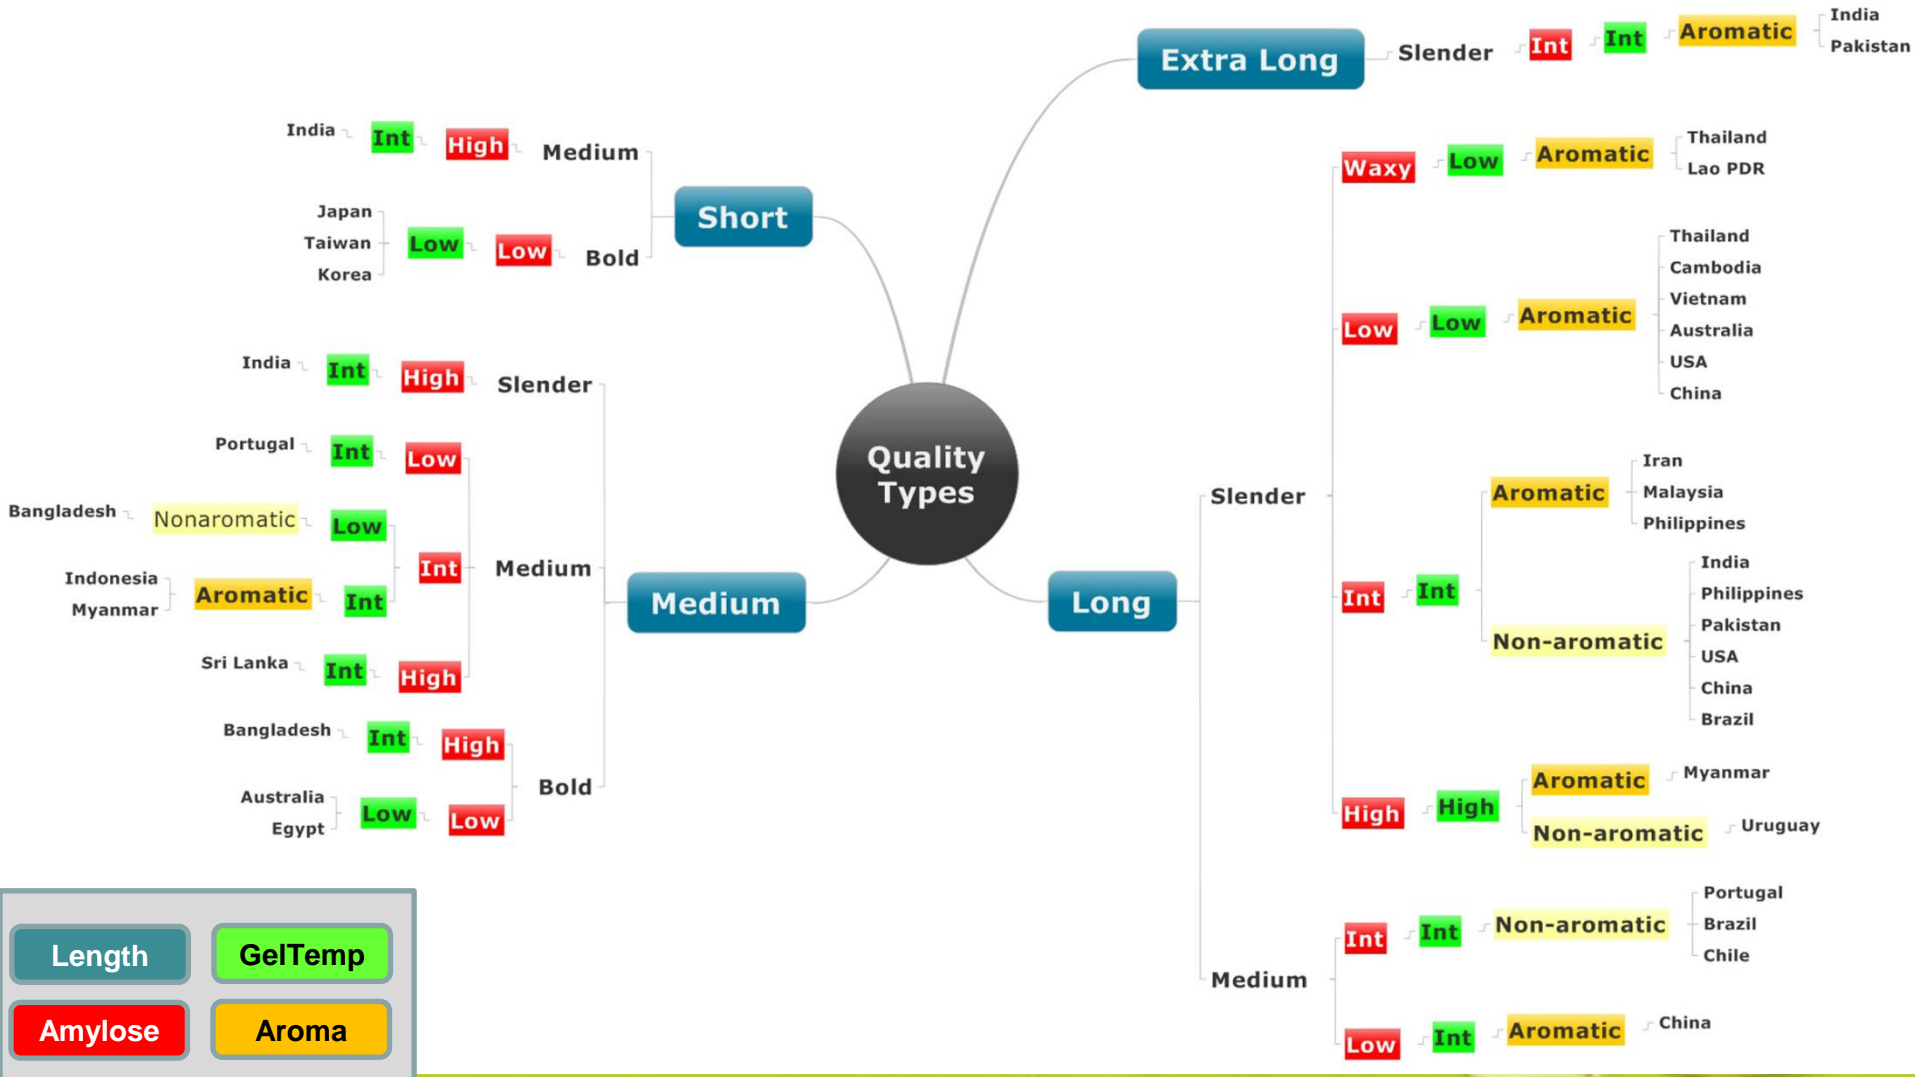 Quality
Types
Extra Long
Slender
Int
Int
Aromatic
India
Pakistan
Short
Medium
High
Int
India
Bold
Low
Low
Japan
Taiwan
Korea
Medium
Slender
High
Int
India
Medium
Low
Int
Portugal
Int
Low
Nonaromatic
Bangladesh
Int
Aromatic
Indonesia
Myanmar
High
Int
Sri Lanka
Bold
High
Int
Bangladesh
Low
Low
Australia
Egypt
Long
Slender
Waxy
Low
Aromatic
Thailand
Lao PDR
Low
Low
Aromatic
Thailand
Cambodia
Vietnam
Australia
USA
China
Int
Int
Aromatic
Iran
Malaysia
Philippines
Non-aromatic
India
Philippines
Pakistan
USA
China
Brazil
High
High
Aromatic
Myanmar
Non-aromatic
Uruguay
Medium
Int
Int
Non-aromatic
Portugal
Brazil
Chile
Low
Int
Aromatic
China
Length
GelTemp
Amylose
Aroma